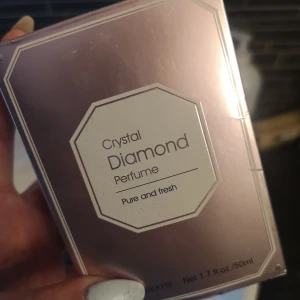 Crystal
Diamond
Perfume
Pure and fresh
Net 1.7 fl oz /50ml